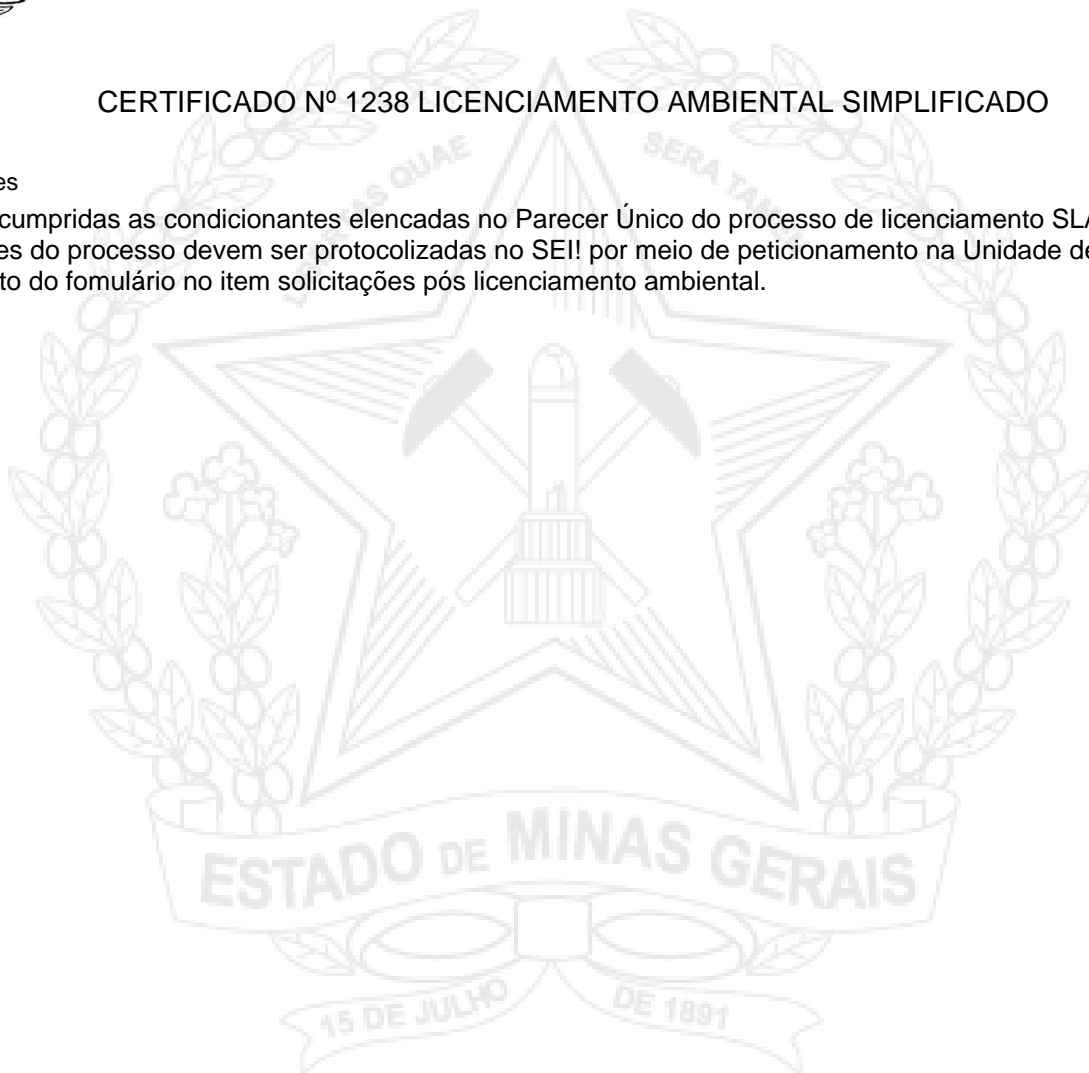 CERTIFICADO Nº 1238 LICENCIAMENTO AMBIENTAL SIMPLIFICADO
es
cumpridas as condicionantes elencadas no Parecer Único do processo de licenciamento SLA
es do processo devem ser protocolizadas no SEI! por meio de peticionamento na Unidade de
to do fomulário no item solicitações pós licenciamento ambiental.
QUAE SERA
ESTADO DE MINAS GERAIS
15 DE JULHO DE 1891